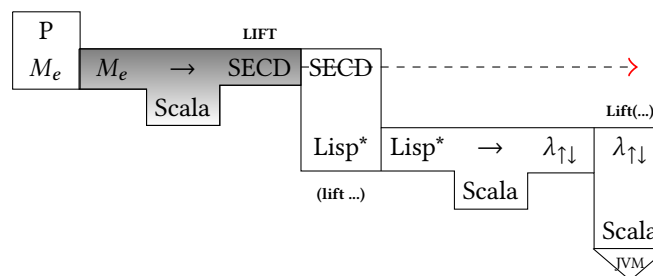 P
LIFT
M_e M_e → SECD SECD
Scala
Lift(...)
Lisp* Lisp* → λ↑↓ λ↑↓
(lift ...)
Scala
Scala
JVM